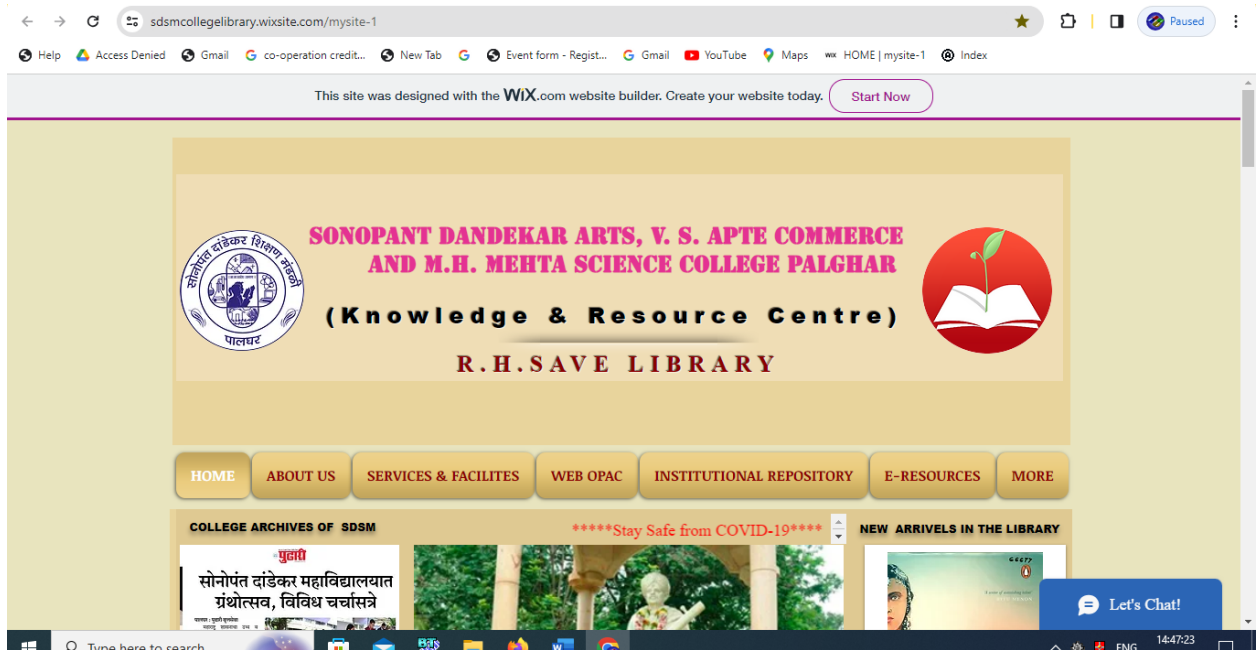 sdsmcollegelibrary.wixsite.com/mysite-1
Paused
Help Access Denied Gmail co-operation credit... New Tab Event form - Regist... Gmail YouTube Maps WIX HOME | mysite-1 Index
This site was designed with the WiX.com website builder. Create your website today. Start Now
सोनोपंत दांडेकर शिक्षण मंडळी
पालघर
SONOPANT DANDEKAR ARTS, V. S. APTE COMMERCE
AND M.H. MEHTA SCIENCE COLLEGE PALGHAR
(Knowledge & Resource Centre)
R.H.SAVE LIBRARY
HOME ABOUT US SERVICES & FACILITES WEB OPAC INSTITUTIONAL REPOSITORY E-RESOURCES MORE
COLLEGE ARCHIVES OF SDSM
*****Stay Safe from COVID-19****
NEW ARRIVELS IN THE LIBRARY
पुढारी
सोनोपंत दांडेकर महाविद्यालयात
ग्रंथोत्सव, विविध चर्चासत्रे
Let's Chat!
Type here to search
ENG
14:47:23